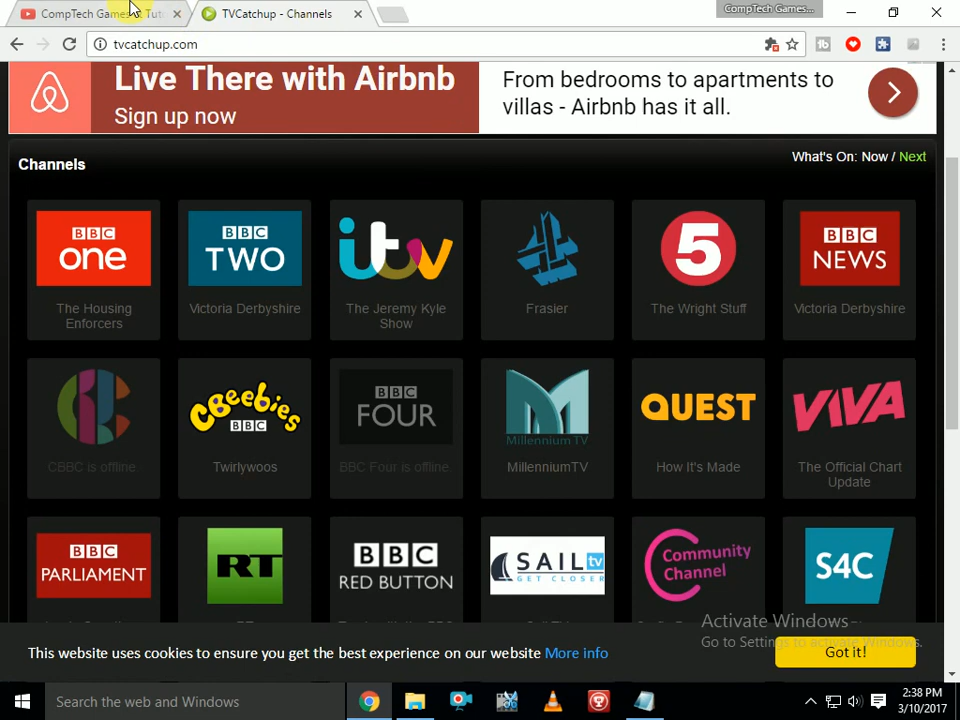 CompTech Games & Tut
TVCatchup - Channels
CompTech Games...
tvcatchup.com
Live There with Airbnb
Sign up now
From bedrooms to apartments to
villas - Airbnb has it all.
Channels
What's On: Now / Next
BBC
one
BBC
TWO
itv
5
BBC
NEWS
The Housing
Enforcers
Victoria Derbyshire
The Jeremy Kyle
Show
Frasier
The Wright Stuff
Victoria Derbyshire
CBBC
CBeebies
BBC
BBC
FOUR
M
Millennium TV
QUEST
VIVA
CBBC is offline.
Twirlywoos
BBC Four is offline.
MillenniumTV
How It's Made
The Official Chart
Update
BBC
PARLIAMENT
RT
BBC
RED BUTTON
SAIL tv
GET CLOSER
Community
Channel
S4C
Activate Windows
Go to Settings to activate Windows.
This website uses cookies to ensure you get the best experience on our website More info
Got it!
Search the web and Windows
2:38 PM
3/10/2017